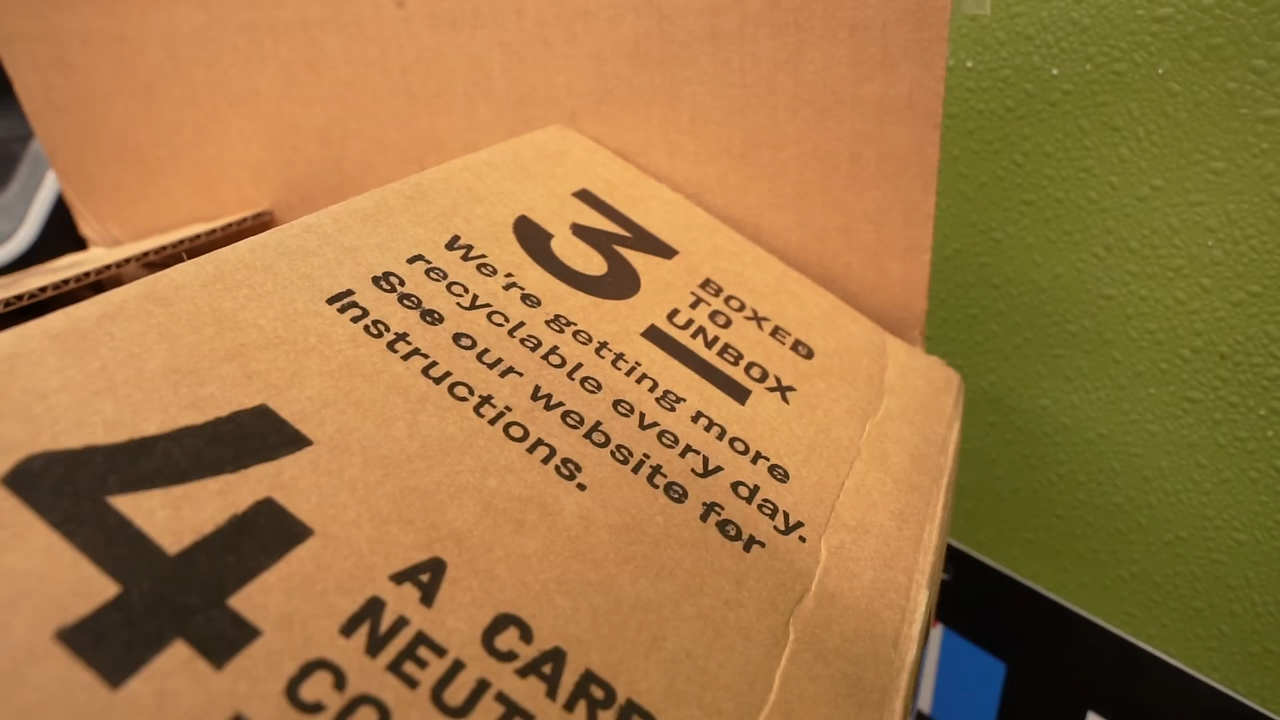 3
BOXED
TO
UNBOX
We're getting more
recyclable every day.
See our website for
Instructions.
4
A
NEUT
CO